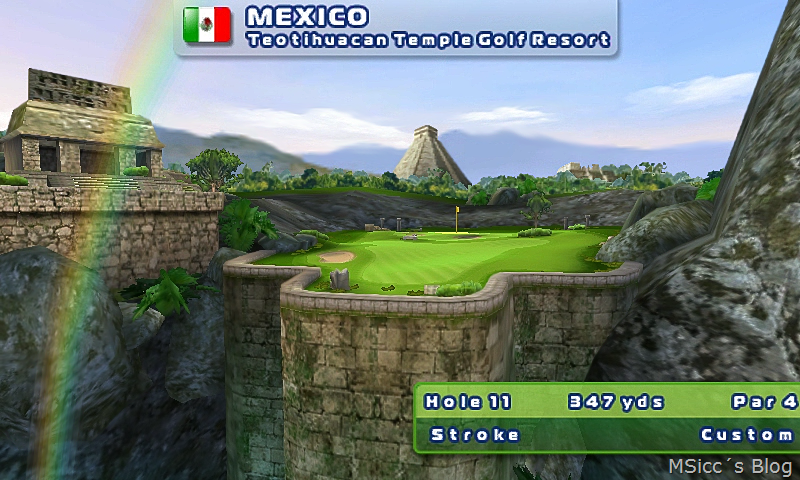 MEXICO
Teotihuacan Temple Golf Resort
Hole 11 347 yds Par 4
Stroke Custom
MSicc´s Blog